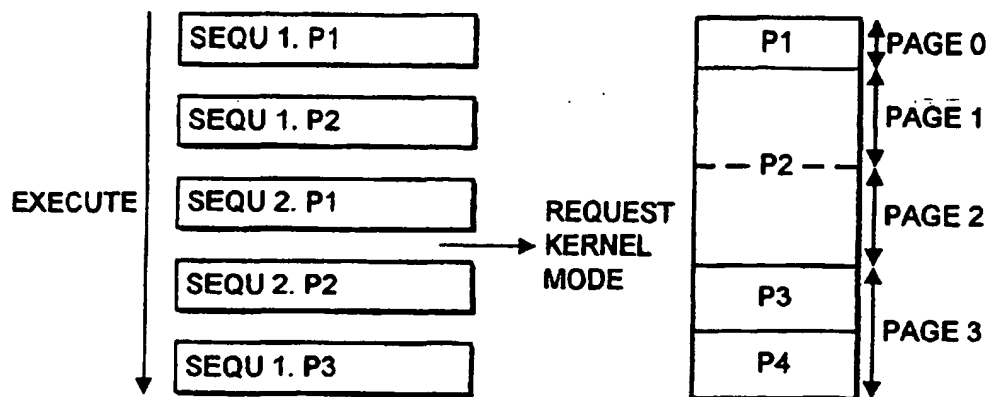 SEQU 1. P1
SEQU 1. P2
EXECUTE
SEQU 2. P1
REQUEST
KERNEL
MODE
SEQU 2. P2
SEQU 1. P3
P1
PAGE 0
PAGE 1
P2
PAGE 2
P3
PAGE 3
P4